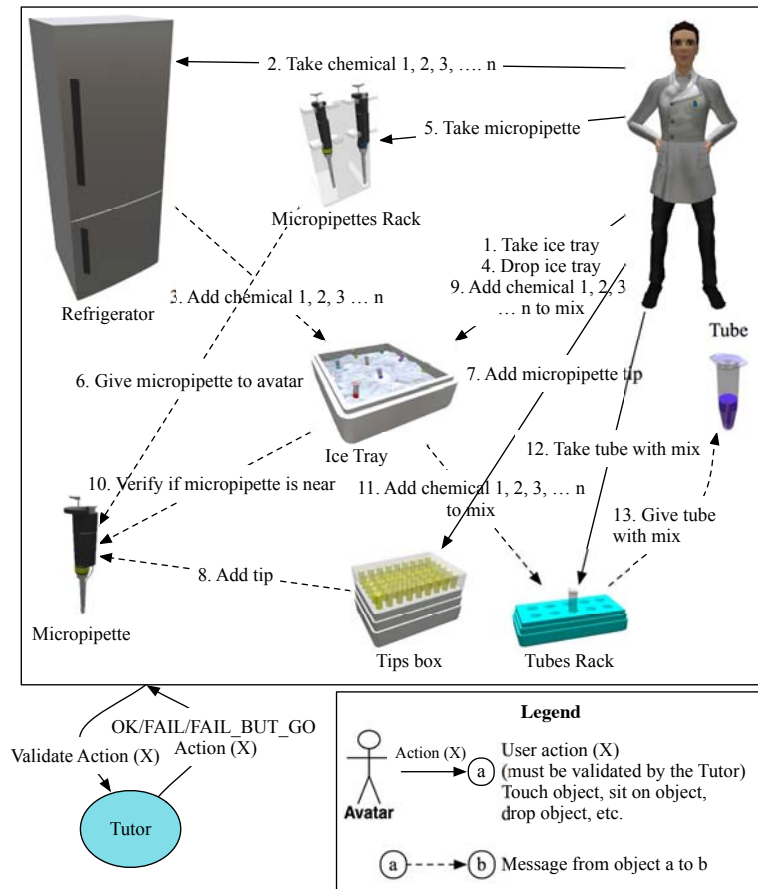 2. Take chemical 1, 2, 3, .... n
5. Take micropipette
Micropipettes Rack
1. Take ice tray
4. Drop ice tray
9. Add chemical 1, 2, 3
... n to mix
3. Add chemical 1, 2, 3 ... n
Refrigerator
Tube
6. Give micropipette to avatar
7. Add micropipette tip
Ice Tray
12. Take tube with mix
10. Verify if micropipette is near
11. Add chemical 1, 2, 3, ... n
to mix
13. Give tube
with mix
8. Add tip
Micropipette
Tips box
Tubes Rack
OK/FAIL/FAIL_BUT_GO
Action (X)
Validate Action (X)
Tutor
Legend
Action (X)
a
User action (X)
(must be validated by the Tutor)
Touch object, sit on object,
drop object, etc.
Avatar
a
b
Message from object a to b